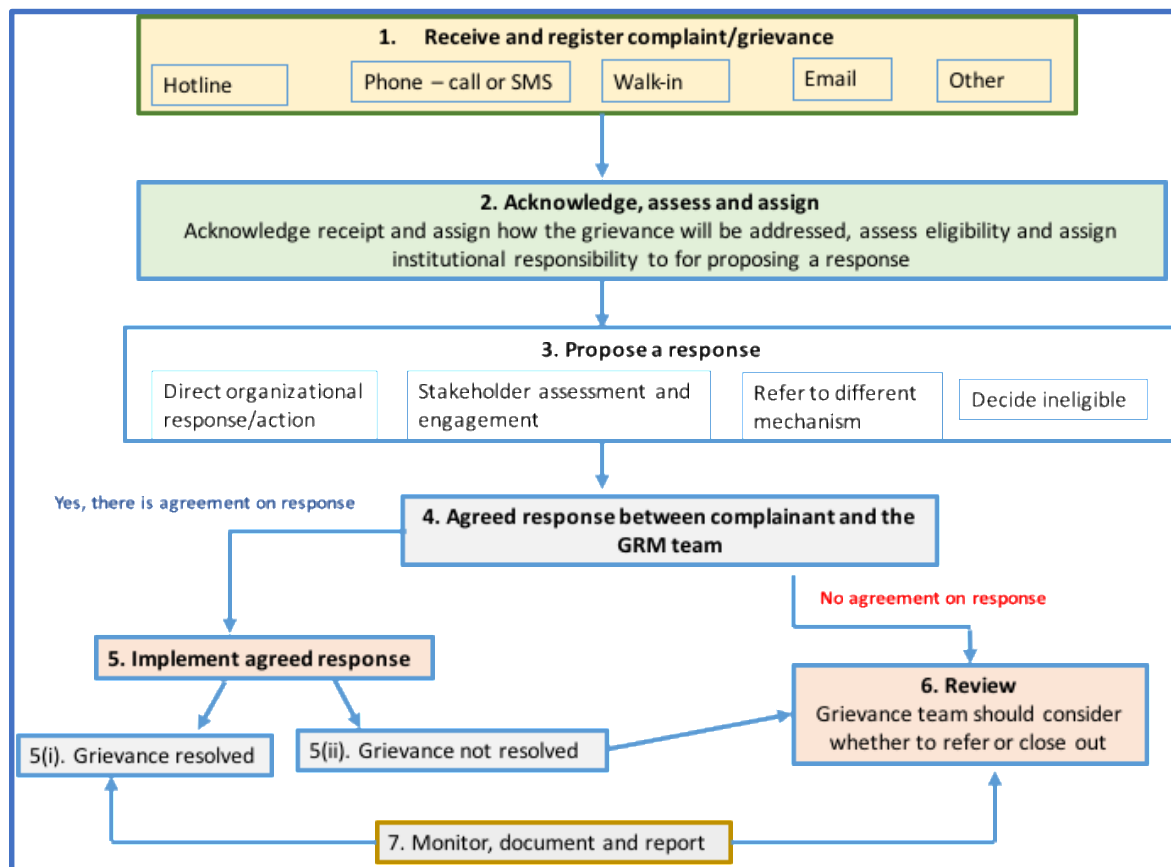 1. Receive and register complaint/grievance
Hotline
Phone – call or SMS
Walk-in
Email
Other
2. Acknowledge, assess and assign
Acknowledge receipt and assign how the grievance will be addressed, assess eligibility and assign
institutional responsibility to for proposing a response
3. Propose a response
Direct organizational
response/action
Stakeholder assessment and
engagement
Refer to different
mechanism
Decide ineligible
Yes, there is agreement on response
4. Agreed response between complainant and the
GRM team
No agreement on response
5. Implement agreed response
6. Review
Grievance team should consider
whether to refer or close out
5(i). Grievance resolved
5(ii). Grievance not resolved
7. Monitor, document and report